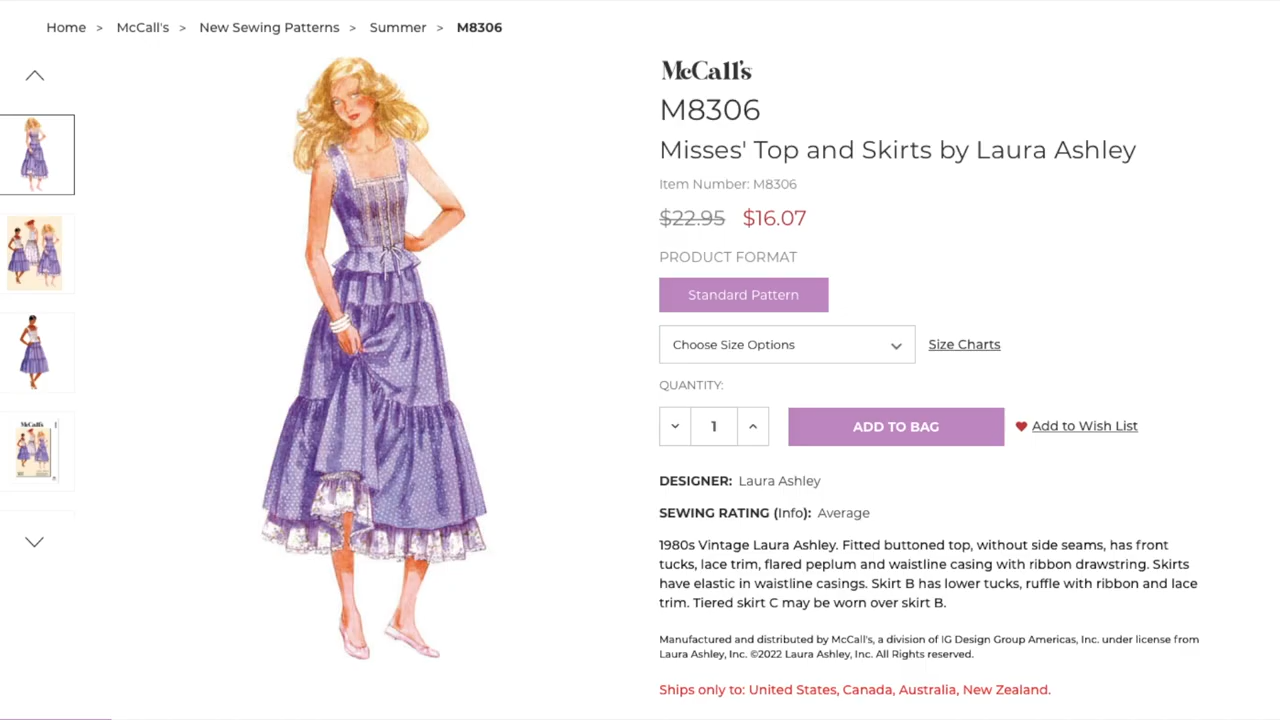 Home > McCall's > New Sewing Patterns > Summer > M8306
McCall's
M8306
Misses' Top and Skirts by Laura Ashley
Item Number: M8306
$22.95 $16.07
PRODUCT FORMAT
Standard Pattern
Choose Size Options Size Charts
QUANTITY:
1 ADD TO BAG Add to Wish List
DESIGNER: Laura Ashley
SEWING RATING (Info): Average
1980s Vintage Laura Ashley. Fitted buttoned top, without side seams, has front
tucks, lace trim, flared peplum and waistline casing with ribbon drawstring. Skirts
have elastic in waistline casings. Skirt B has lower tucks, ruffle with ribbon and lace
trim. Tiered skirt C may be worn over skirt B.
Manufactured and distributed by McCall's, a division of IG Design Group Americas, Inc. under license from
Laura Ashley, Inc. ©2022 Laura Ashley, Inc. All Rights reserved.
Ships only to: United States, Canada, Australia, New Zealand.
McCall's